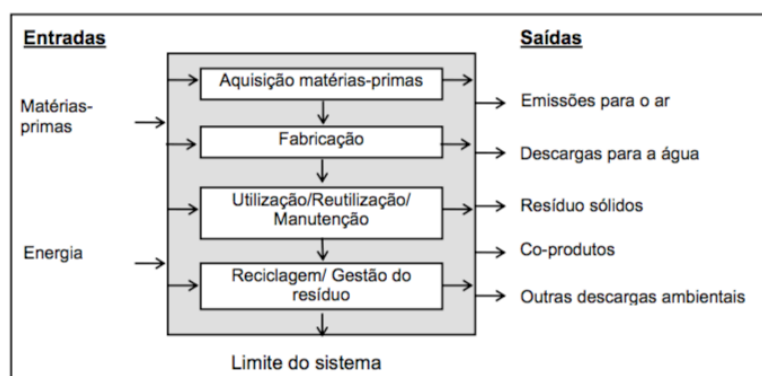 Entradas
Saídas
Aquisição matérias-primas
Matérias-
primas
Emissões para o ar
Fabricação
Descargas para a água
Utilização/Reutilização/
Manutenção
Resíduo sólidos
Energia
Co-produtos
Reciclagem/ Gestão do
resíduo
Outras descargas ambientais
Limite do sistema